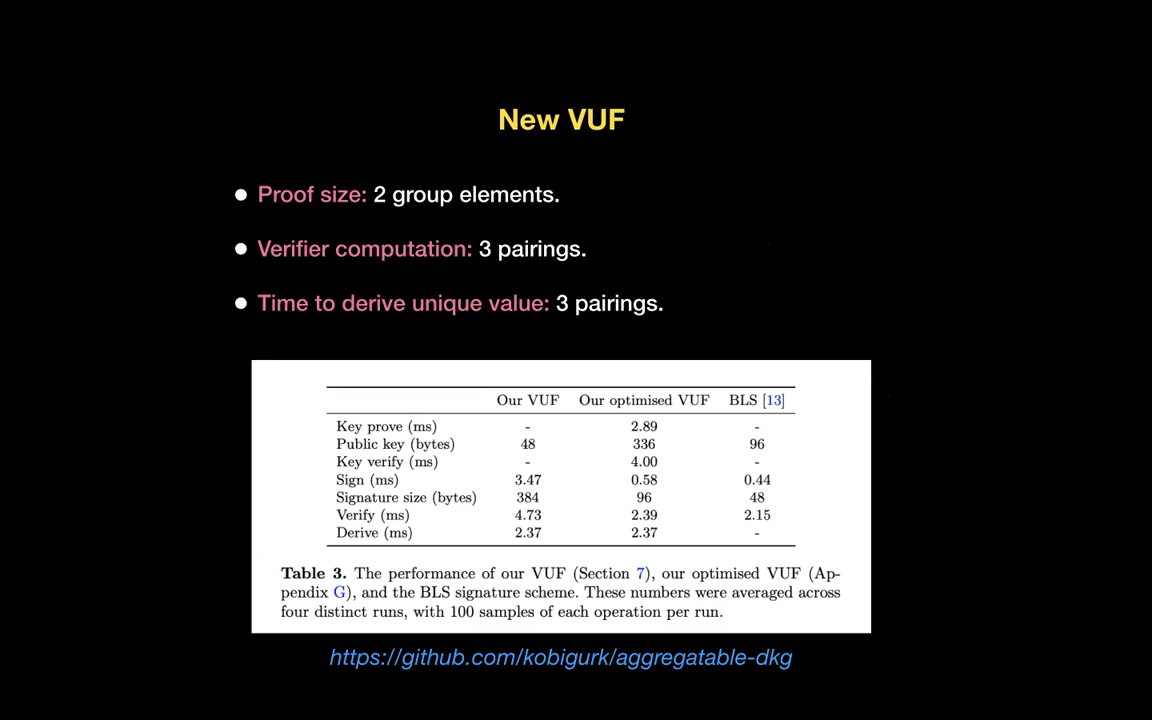 New VUF
● Proof size: 2 group elements.
● Verifier computation: 3 pairings.
● Time to derive unique value: 3 pairings.
Our VUF Our optimised VUF BLS [13]
Key prove (ms) - 2.89 -
Public key (bytes) 48 336 96
Key verify (ms) - 4.00 -
Sign (ms) 3.47 0.58 0.44
Signature size (bytes) 384 96 48
Verify (ms) 4.73 2.39 2.15
Derive (ms) 2.37 2.37 -
Table 3. The performance of our VUF (Section 7), our optimised VUF (Ap-
pendix G), and the BLS signature scheme. These numbers were averaged across
four distinct runs, with 100 samples of each operation per run.
https://github.com/kobigurk/aggregatable-dkg